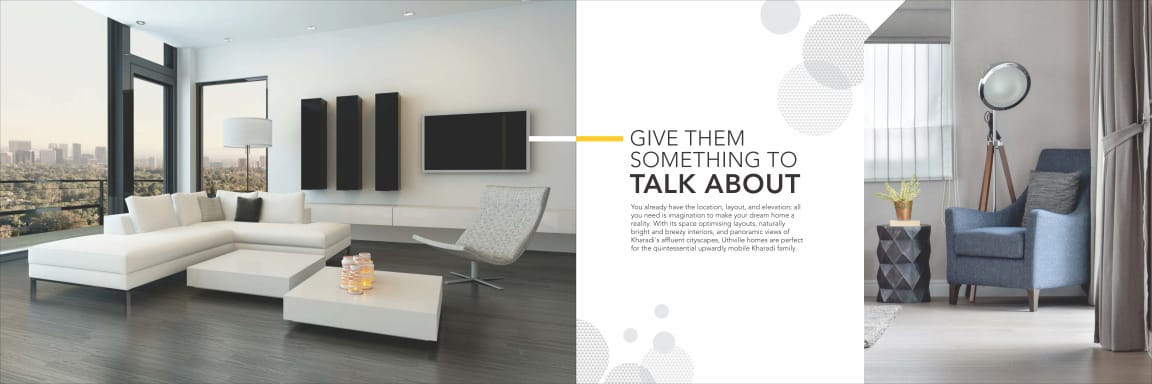 GIVE THEM
SOMETHING TO
TALK ABOUT
You already have the location, layout, and elevation; all
you need is imagination to make your dream home a
reality. With its space optimising layouts, naturally
bright and breezy interiors, and panoramic views of
Kharadi's affluent cityscapes, Uthville homes are perfect
for the quintessential upwardly mobile Kharadi family.